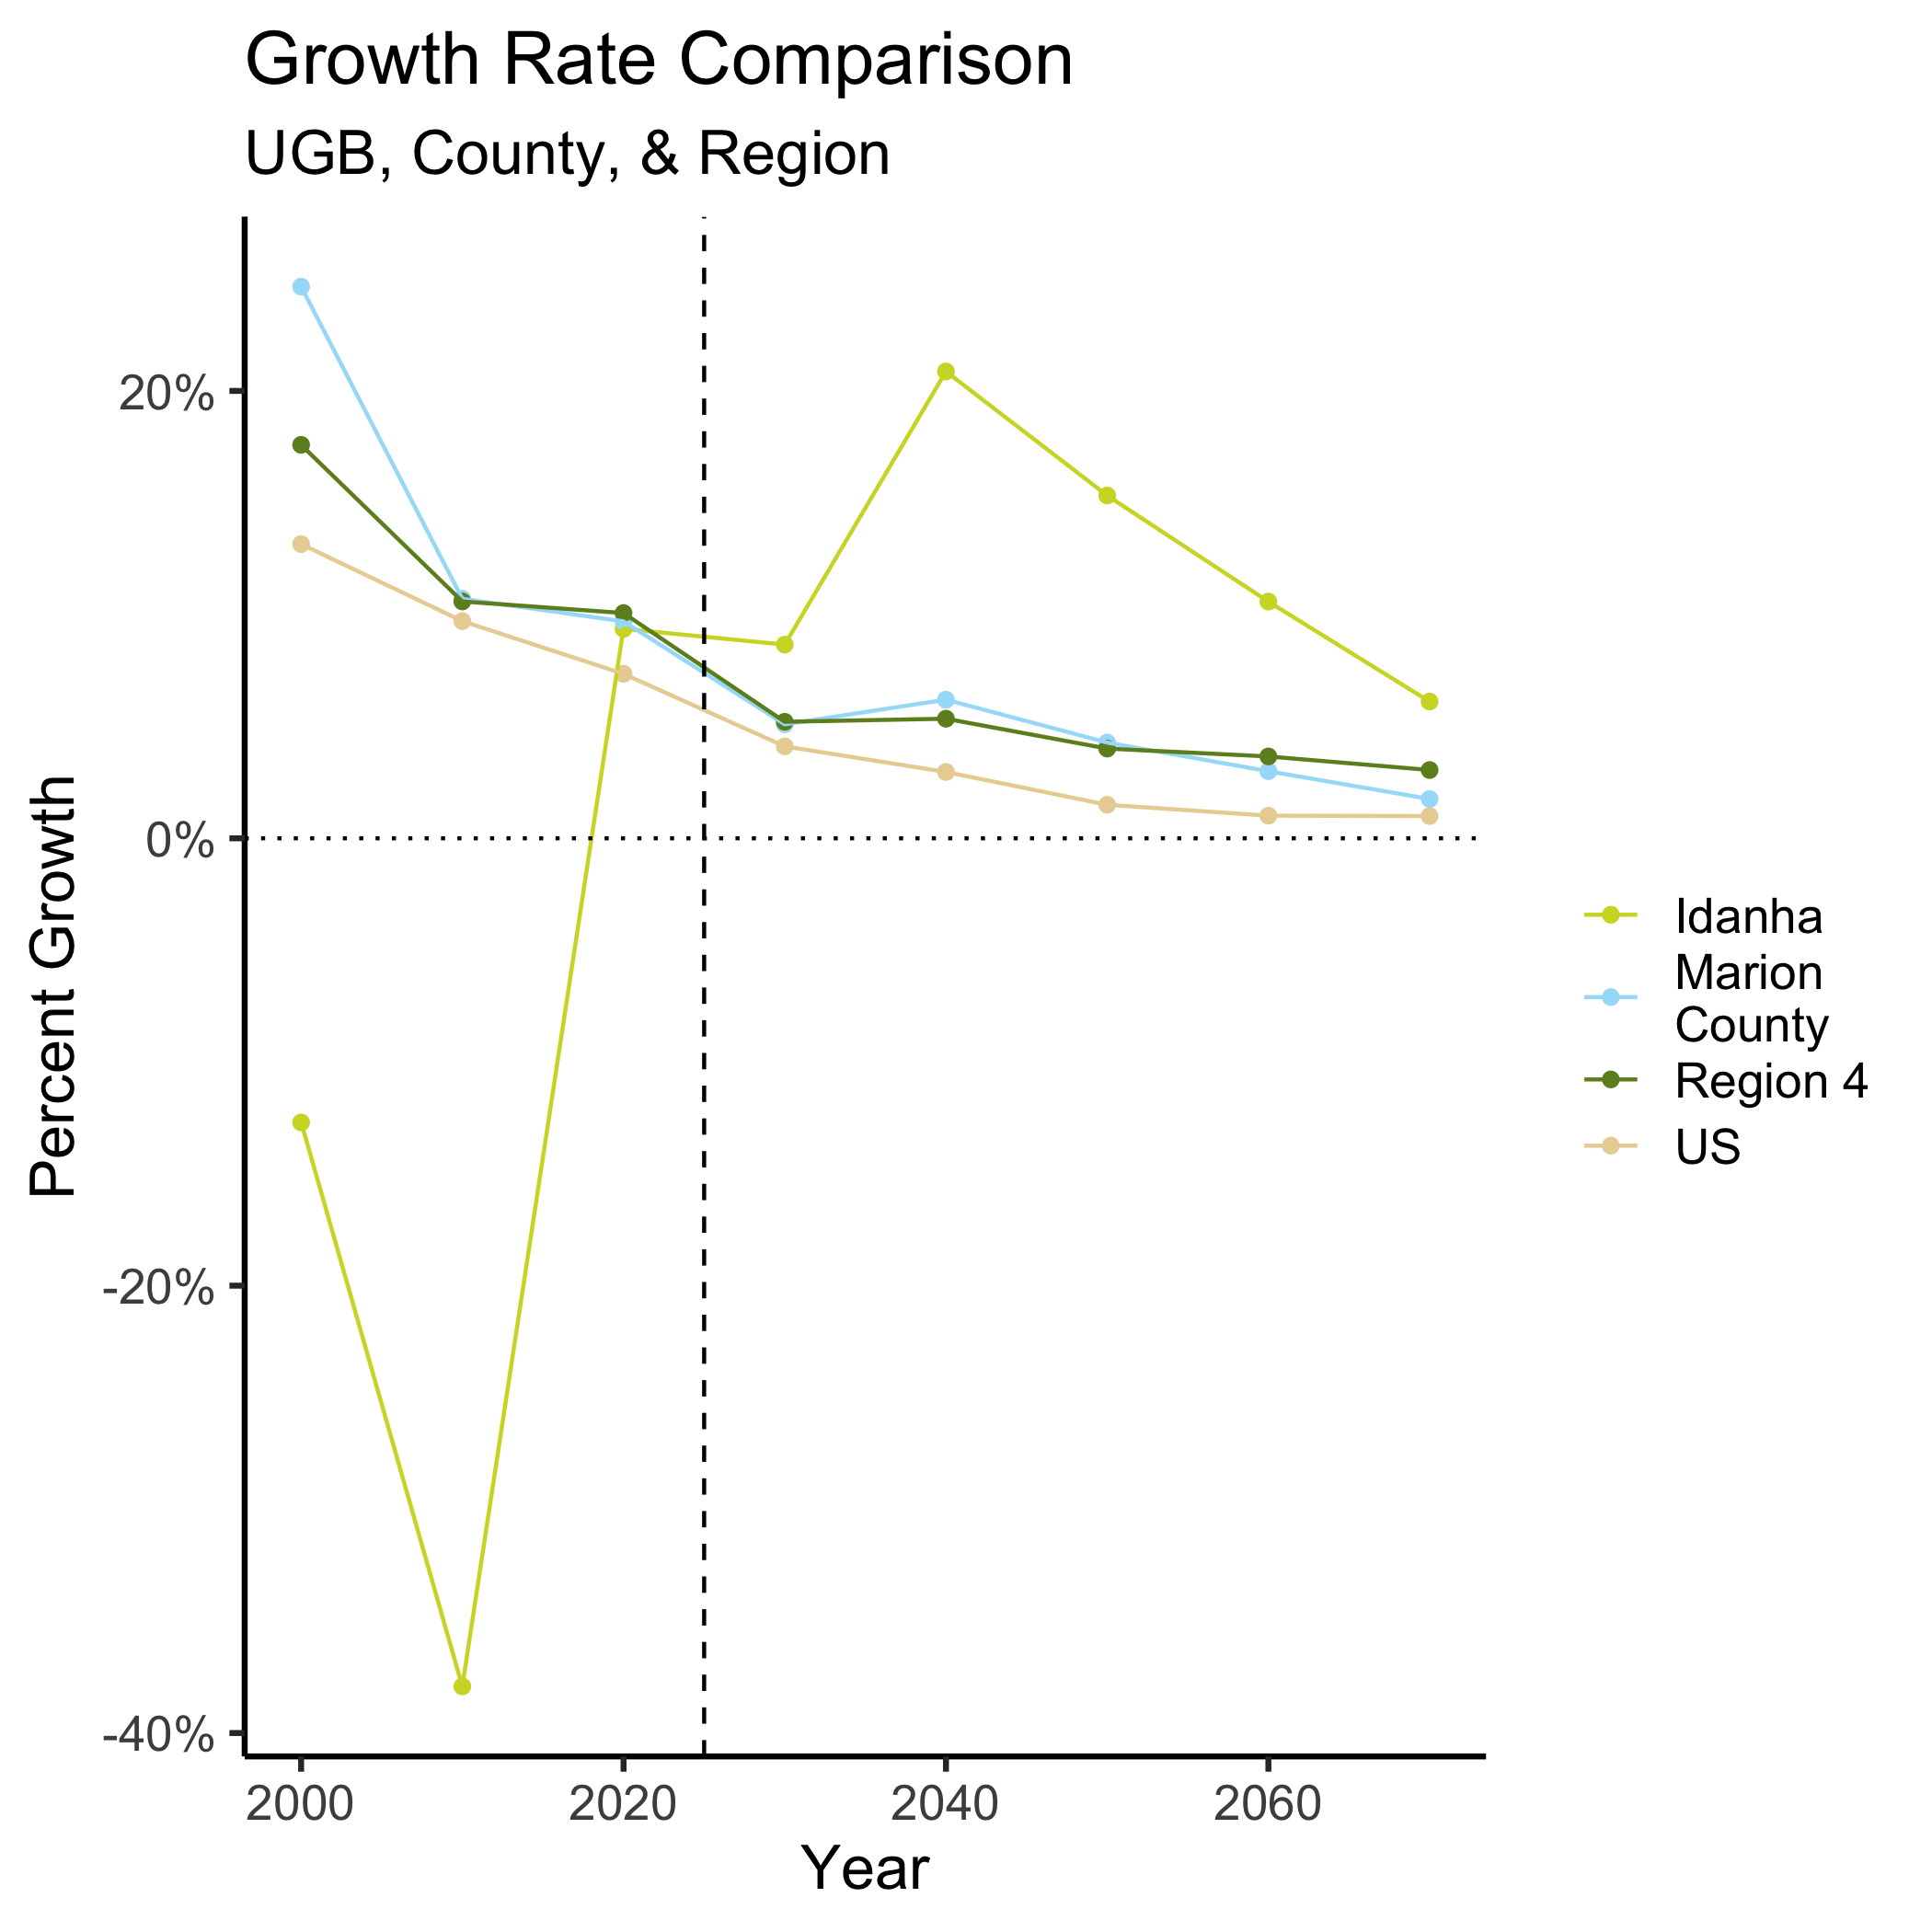 Growth Rate Comparison
UGB, County, & Region
Percent Growth
20%
0%
-20%
-40%
2000
2020
2040
2060
Year
Idanha
Marion
County
Region 4
US